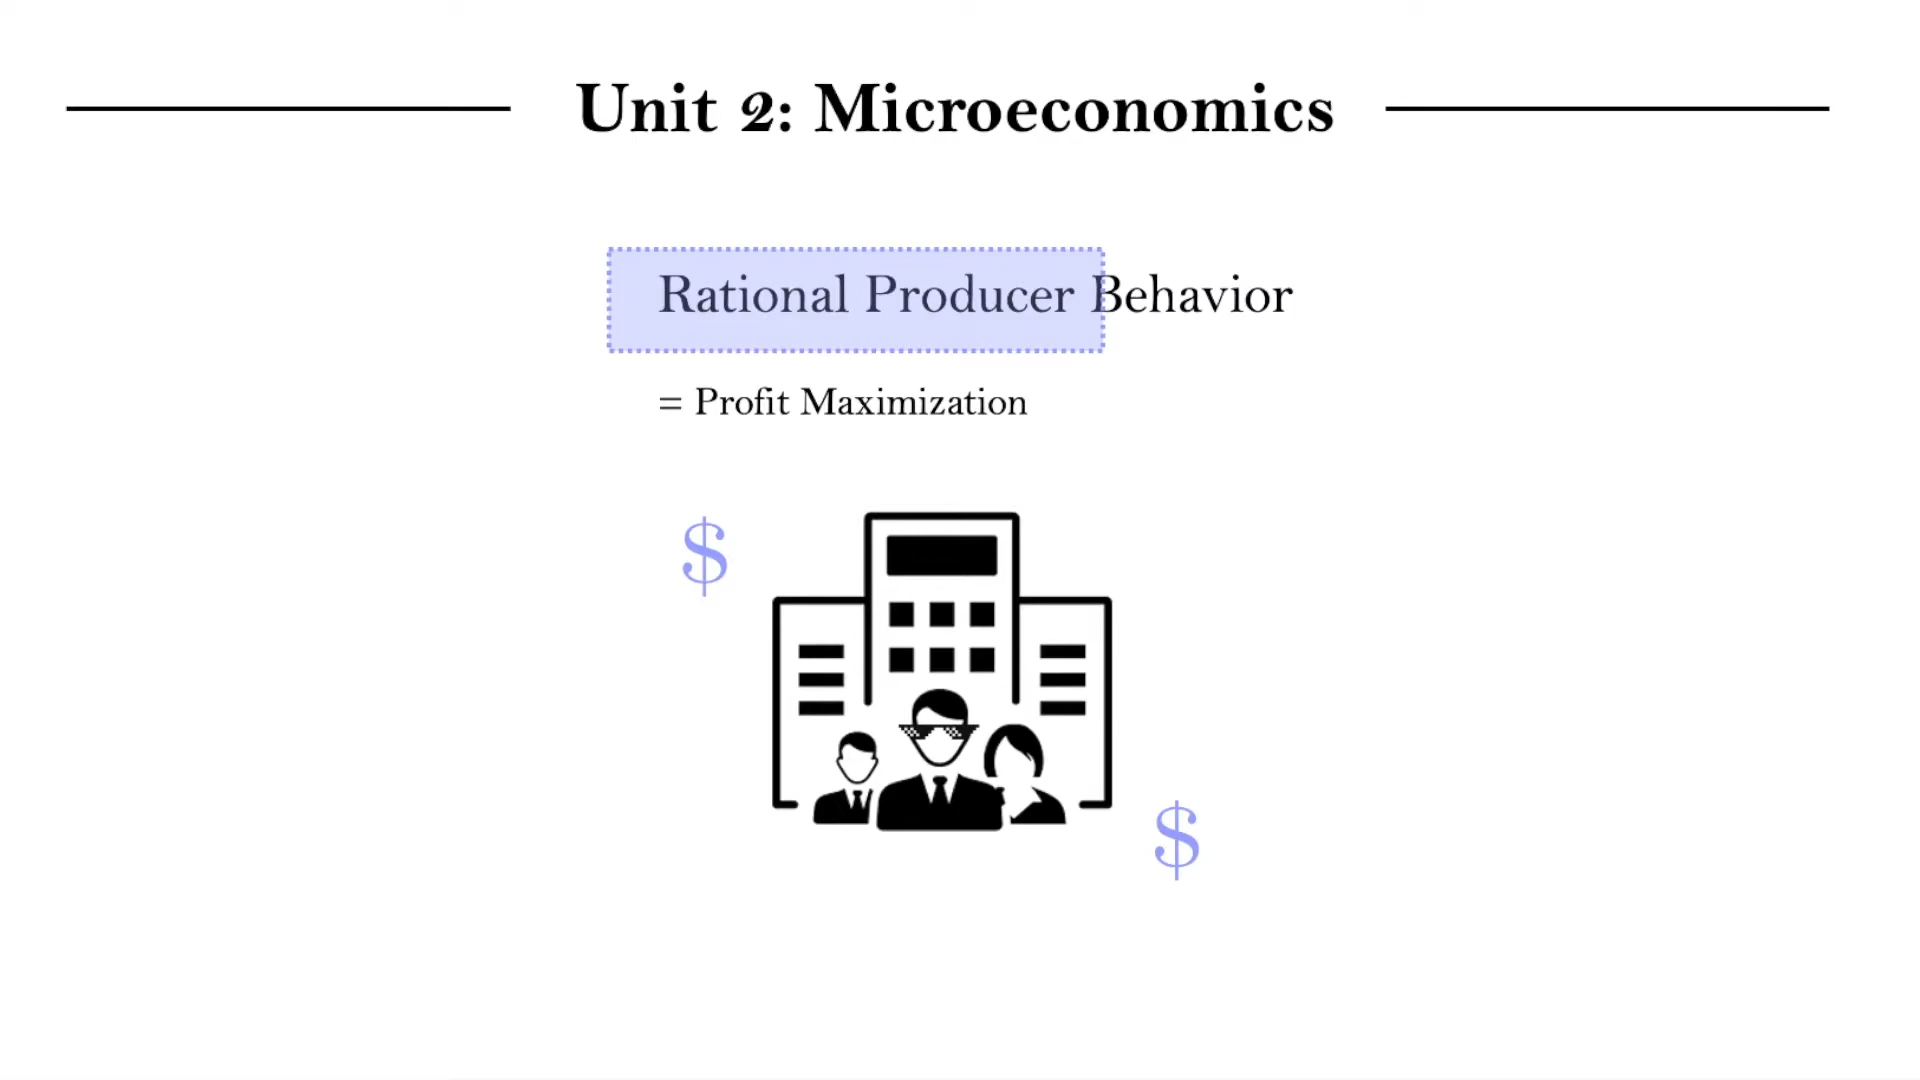 Unit 2: Microeconomics
Rational Producer Behavior
= Profit Maximization
$
$